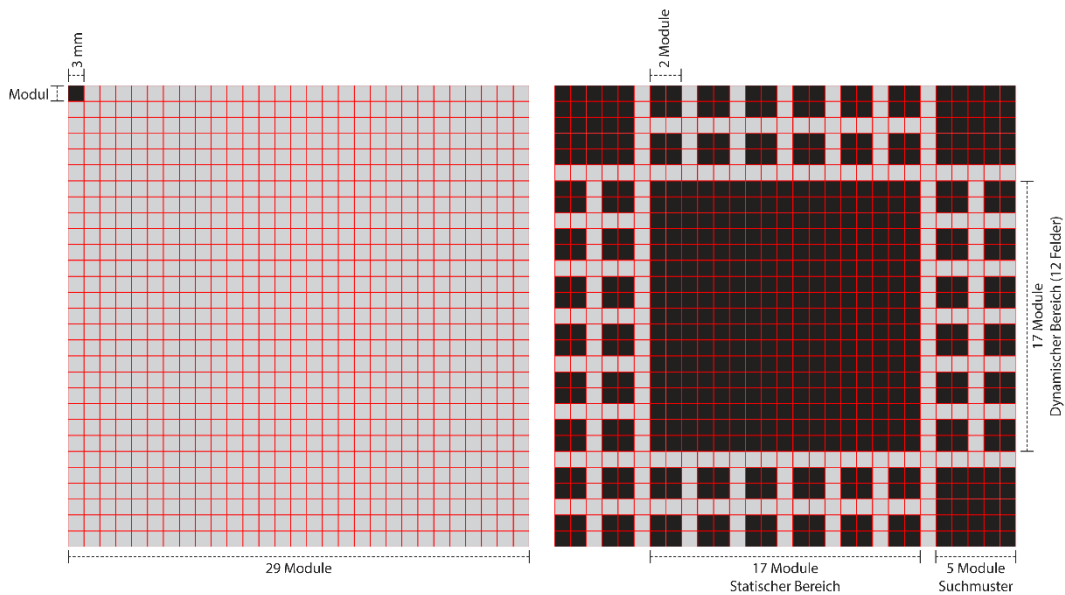 3 mm
Modul
29 Module
2 Module
17 Module
Dynamischer Bereich (12 Felder)
17 Module
Statischer Bereich
5 Module
Suchmuster